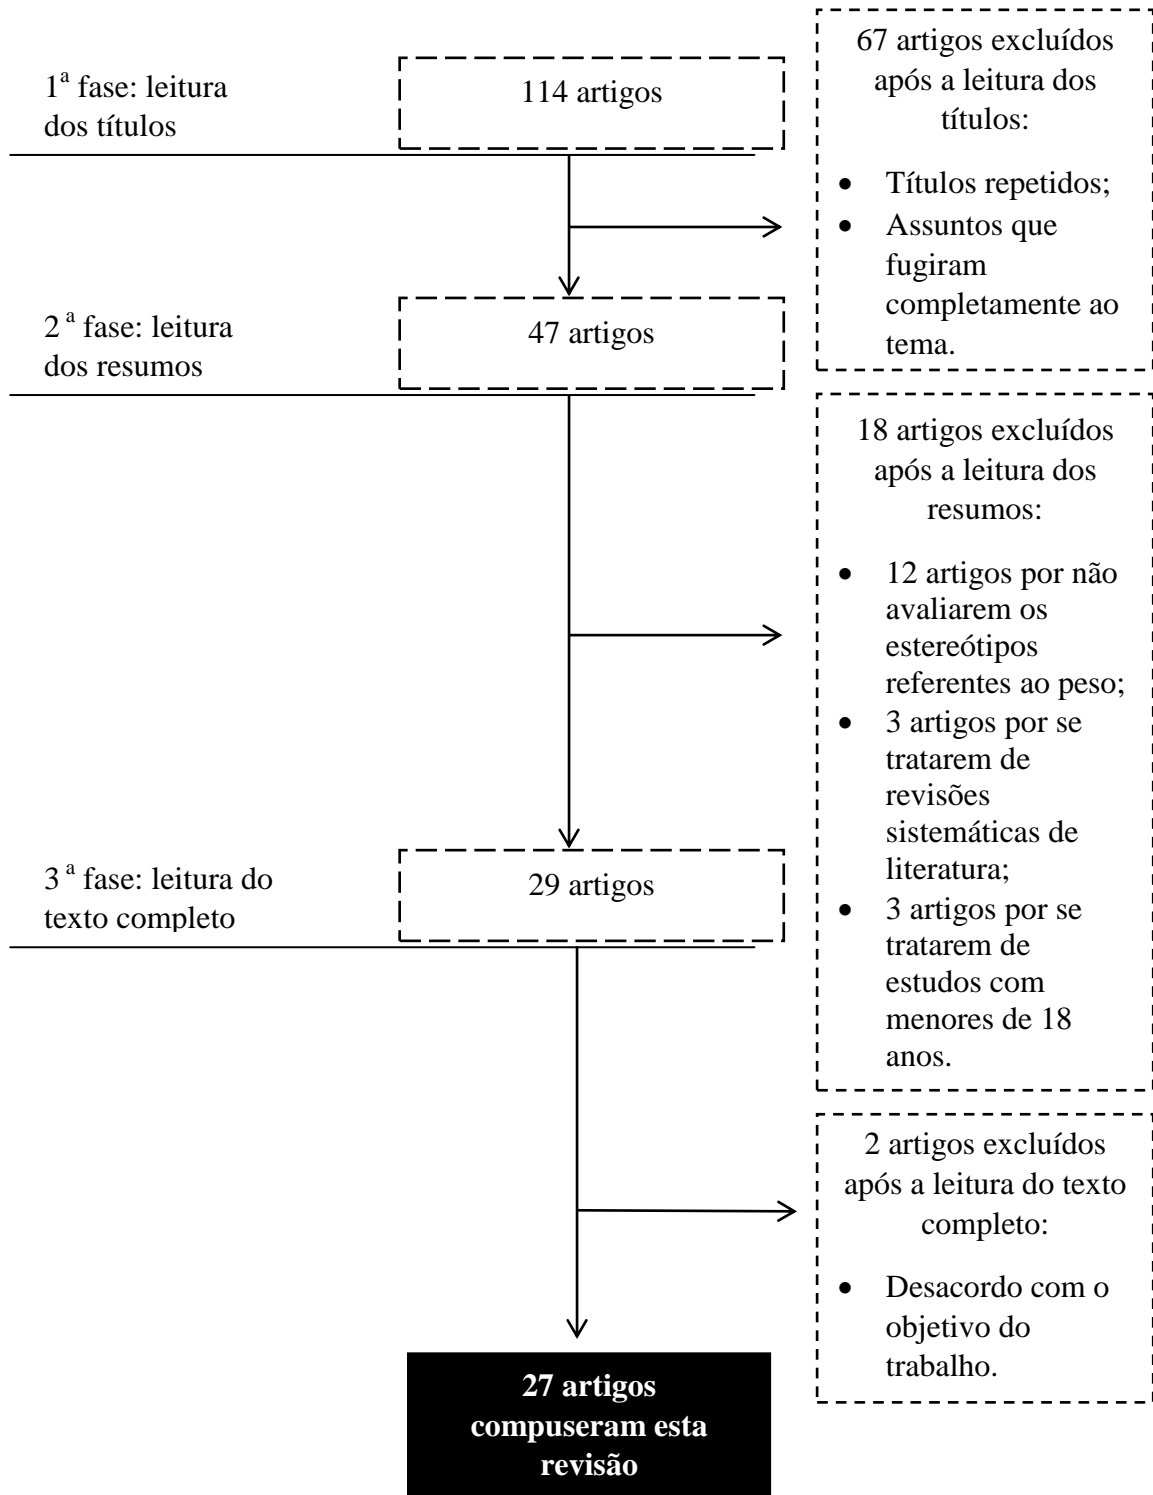 1ª fase: leitura
dos títulos
114 artigos
67 artigos excluídos
após a leitura dos
títulos:
• Títulos repetidos;
• Assuntos que
fugiram
completamente ao
tema.
2 ª fase: leitura
dos resumos
47 artigos
18 artigos excluídos
após a leitura dos
resumos:
• 12 artigos por não
avaliarem os
estereótipos
referentes ao peso;
• 3 artigos por se
tratarem de
revisões
sistemáticas de
literatura;
• 3 artigos por se
tratarem de
estudos com
menores de 18
anos.
3 ª fase: leitura do
texto completo
29 artigos
2 artigos excluídos
após a leitura do texto
completo:
• Desacordo com o
objetivo do
trabalho.
27 artigos
compuseram esta
revisão